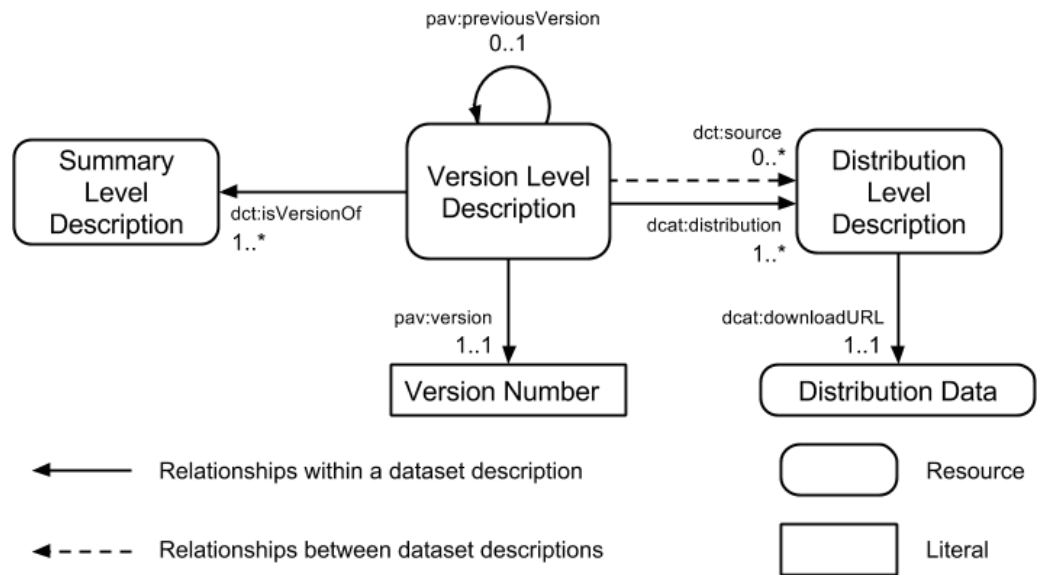 pav:previousVersion
0..1
Summary
Level
Description
dct:isVersionOf
1..*
Version Level
Description
dct:source
0..*
dcat:distribution
1..*
Distribution
Level
Description
pav:version
1..1
dcat:downloadURL
1..1
Version Number
Distribution Data
Relationships within a dataset description
Resource
Relationships between dataset descriptions
Literal